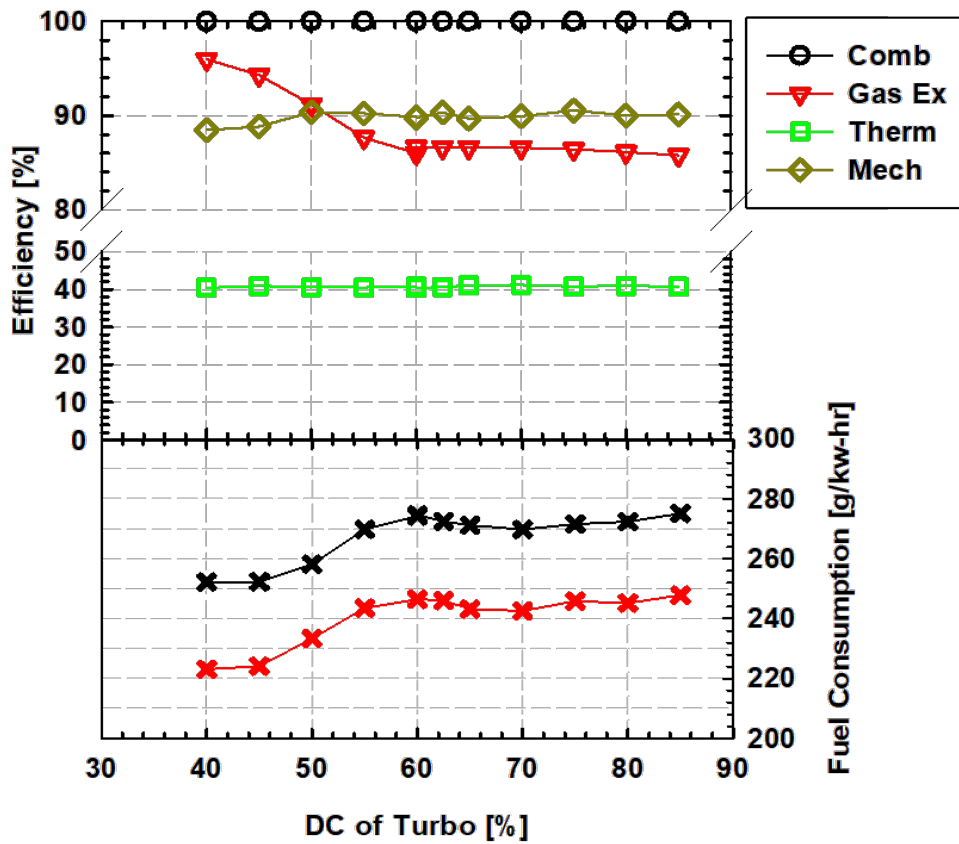 100
90
80
50
40
30
20
10
0
Efficiency [%]
Comb
Gas Ex
Therm
Mech
300
280
260
240
220
200
Fuel Consumption [g/kw-hr]
30 40 50 60 70 80 90
DC of Turbo [%]